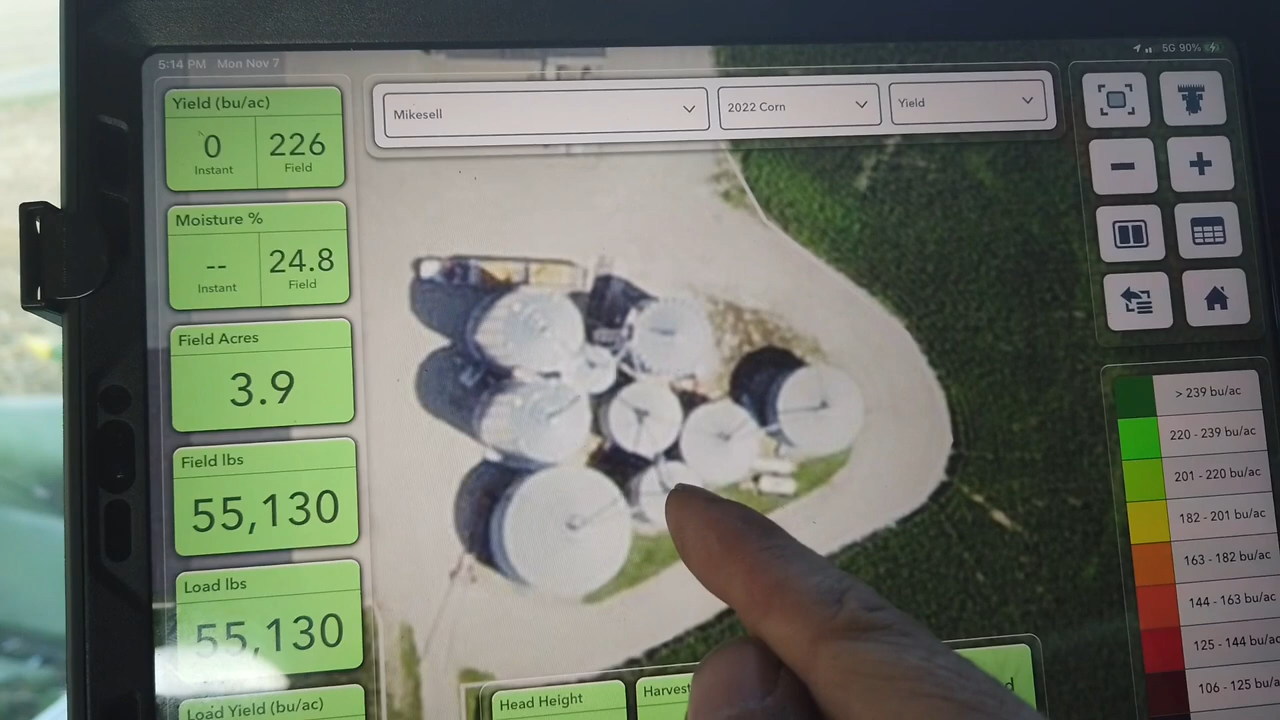 5:14 PM Mon Nov 7
5G 90%
Yield (bu/ac)
0 226
Instant Field
Mikesell
2022 Corn
Yield
Moisture %
-- 24.8
Instant Field
Field Acres
3.9
Field lbs
55,130
Load lbs
55,130
Load Yield (bu/ac)
Head Height
Harvest
d
> 239 bu/ac
220 - 239 bu/ac
201 - 220 bu/ac
182 - 201 bu/ac
163 - 182 bu/ac
144 - 163 bu/ac
125 - 144 bu/ac
106 - 125 bu/a